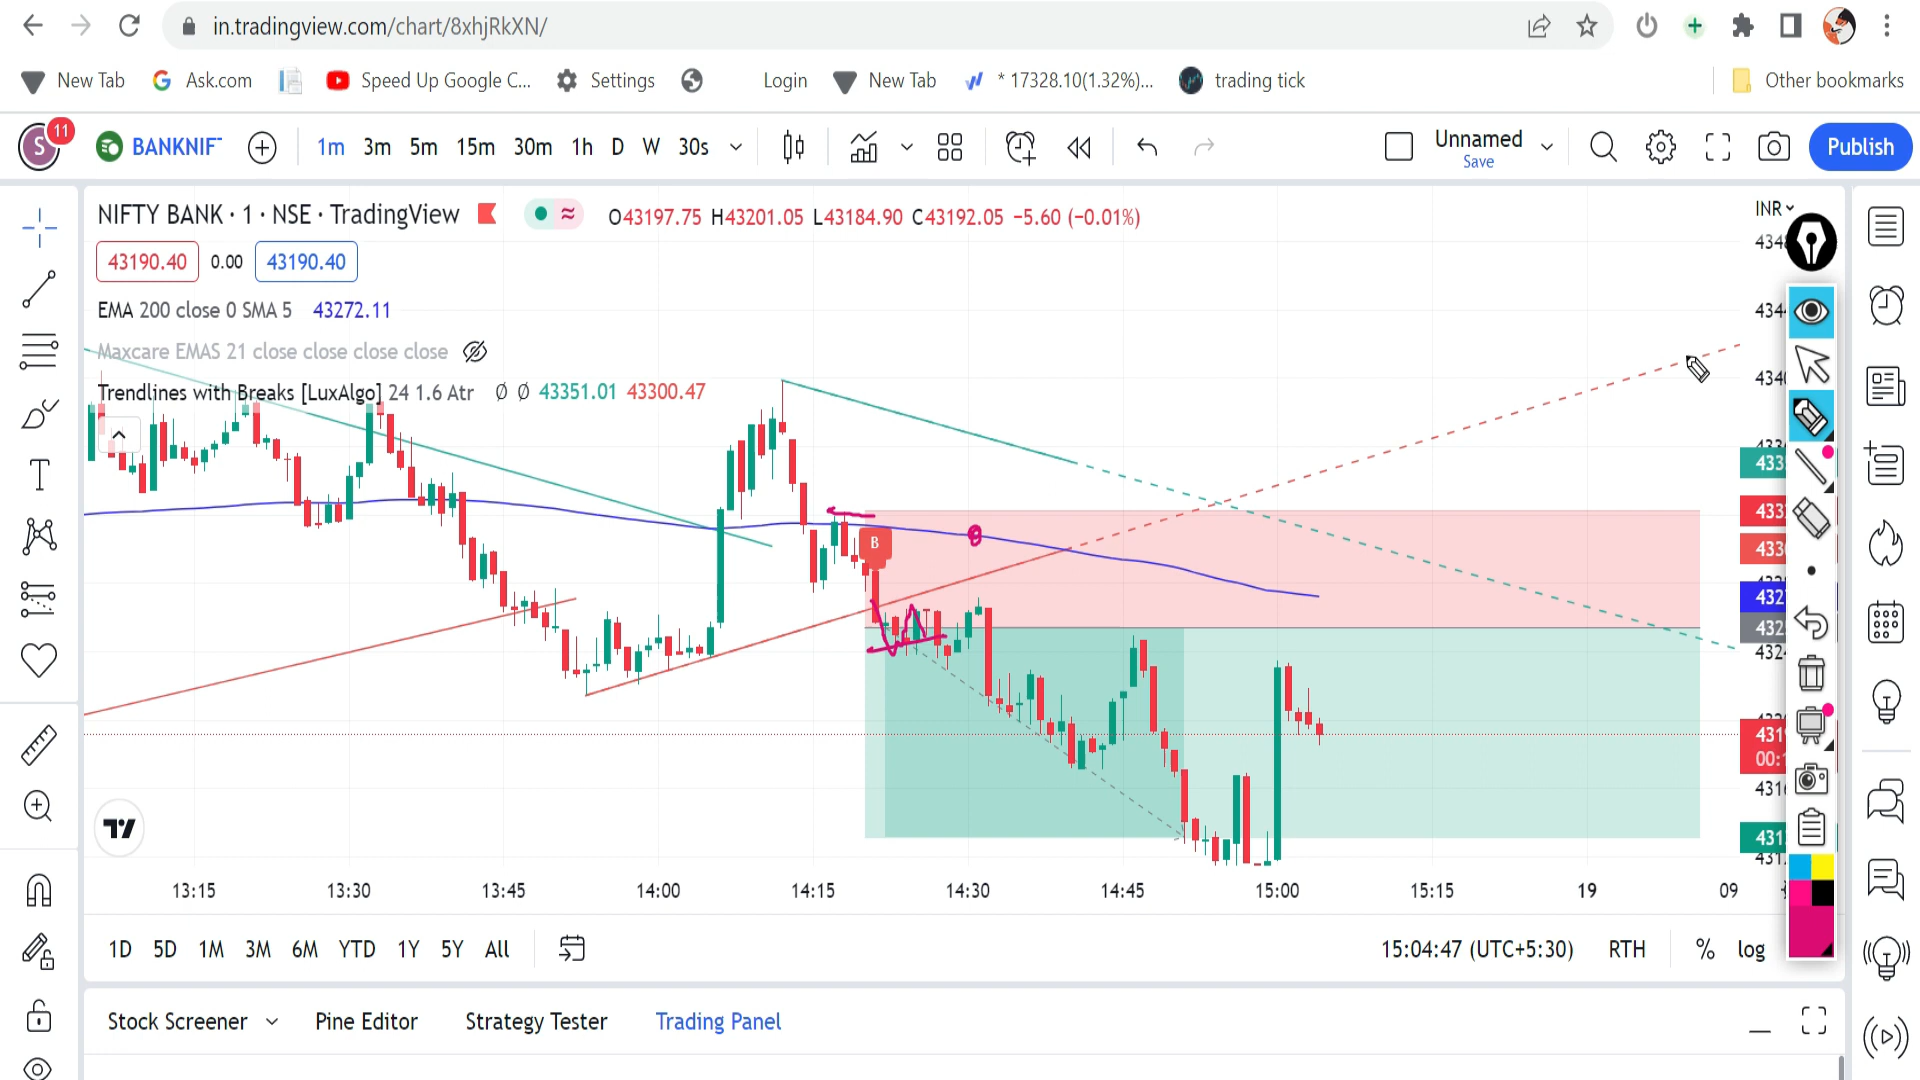 in.tradingview.com/chart/8xhjRkXN/
New Tab
Ask.com
Speed Up Google C...
Settings
Login
New Tab
* 17328.10(1.32%)...
trading tick
Other bookmarks
S
11
BANKNIF
1m 3m 5m 15m 30m 1h D W 30s
Unnamed
Save
Publish
NIFTY BANK · 1 · NSE · TradingView
O43197.75 H43201.05 L43184.90 C43192.05 −5.60 (−0.01%)
INR
43190.40 0.00 43190.40
EMA 200 close 0 SMA 5 43272.11
Maxcare EMAS 21 close close close close
Trendlines with Breaks [LuxAlgo] 24 1.6 Atr Ø Ø 43351.01 43300.47
B
13:15 13:30 13:45 14:00 14:15 14:30 14:45 15:00 15:15 19 09
1D 5D 1M 3M 6M YTD 1Y 5Y All
15:04:47 (UTC+5:30) RTH % log
Stock Screener Pine Editor Strategy Tester Trading Panel